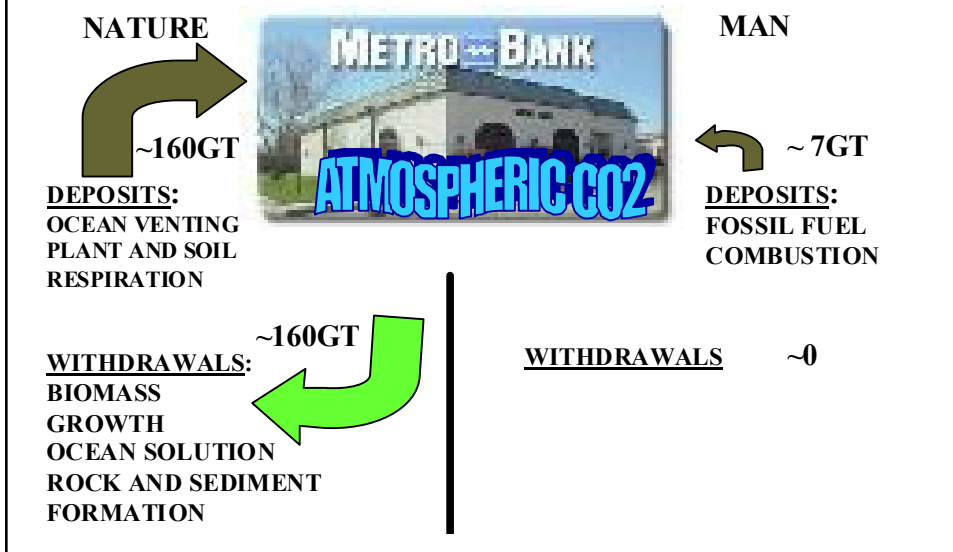 NATURE
METRO BANK
MAN
~160GT
~ 7GT
ATMOSPHERIC CO2
DEPOSITS:
OCEAN VENTING
PLANT AND SOIL
RESPIRATION
DEPOSITS:
FOSSIL FUEL
COMBUSTION
~160GT
WITHDRAWALS:
BIOMASS
GROWTH
OCEAN SOLUTION
ROCK AND SEDIMENT
FORMATION
WITHDRAWALS ~0